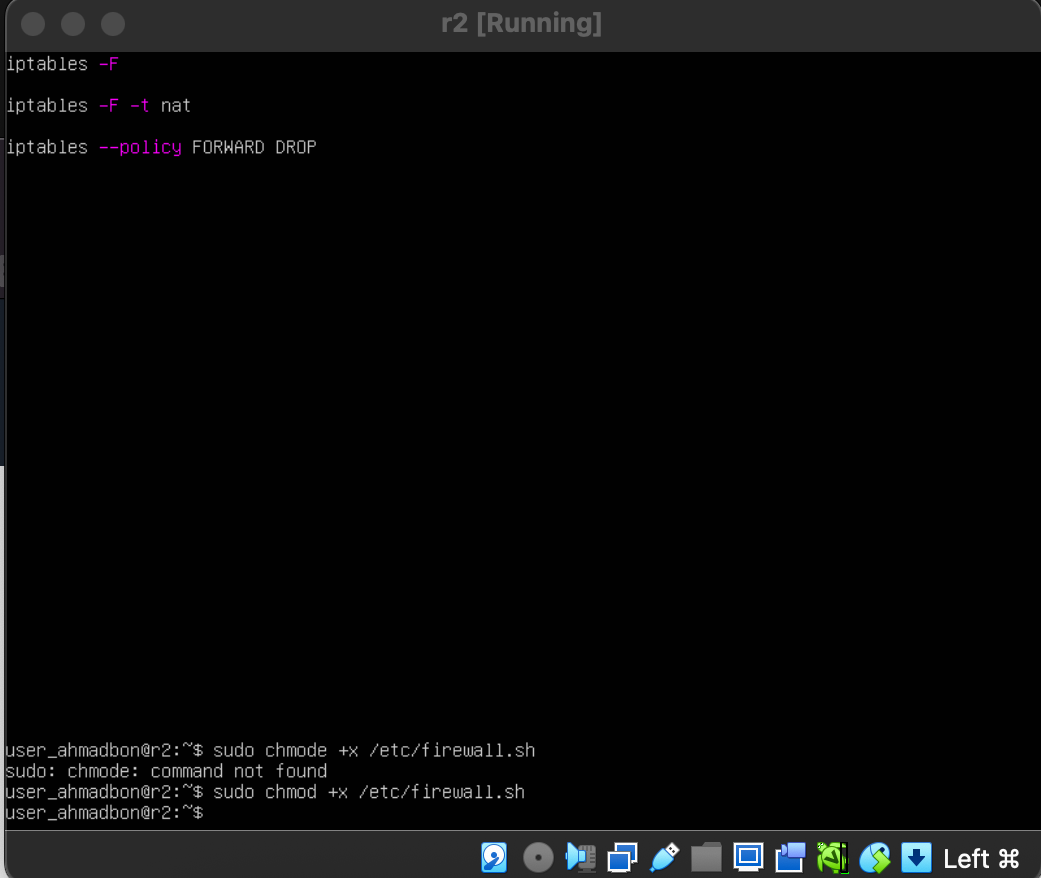 r2 [Running]
iptables -F
iptables -F -t nat
iptables --policy FORWARD DROP
user_ahmadbon@r2:~$ sudo chmode +x /etc/firewall.sh
sudo: chmode: command not found
user_ahmadbon@r2:~$ sudo chmod +x /etc/firewall.sh
user_ahmadbon@r2:~$
Left ⌘